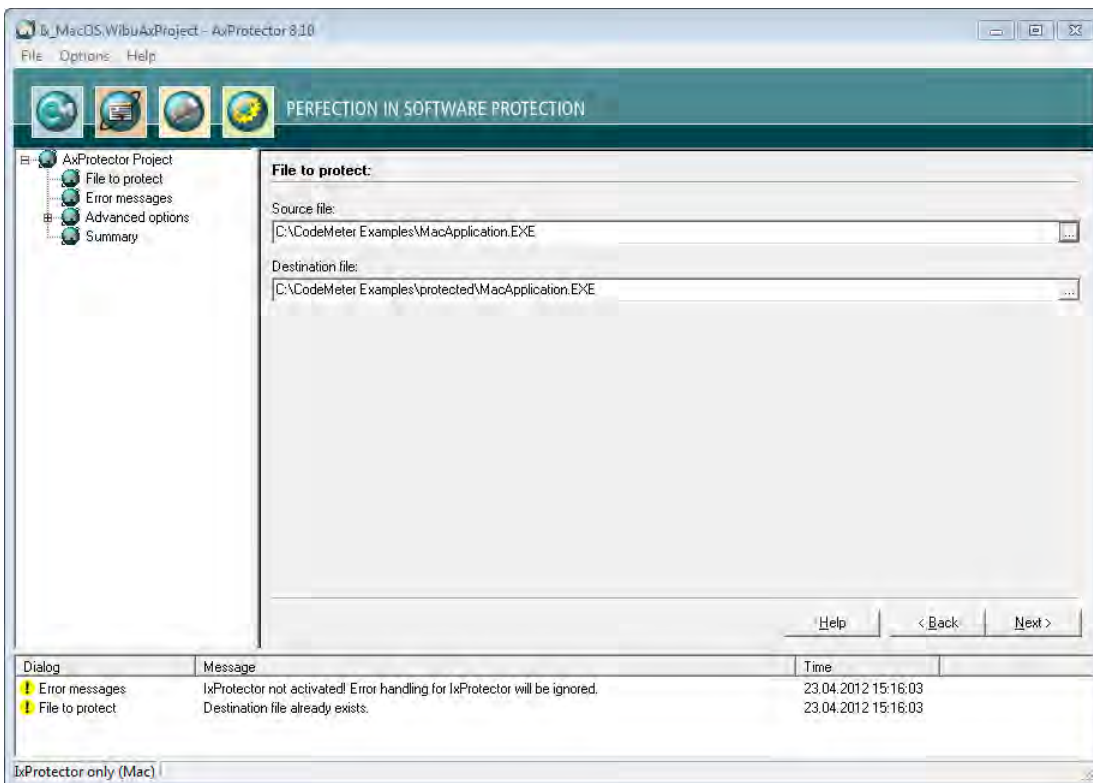 Ix_MacOS.WibuAxProject - AxProtector 8.10
File Options Help
PERFECTION IN SOFTWARE PROTECTION
AxProtector Project
File to protect
Error messages
Advanced options
Summary
File to protect:
Source file:
C:\CodeMeter Examples\MacApplication.EXE
...
Destination file:
C:\CodeMeter Examples\protected\MacApplication.EXE
...
Help < Back Next >
Dialog Message Time
Error messages IxProtector not activated! Error handling for IxProtector will be ignored. 23.04.2012 15:16:03
File to protect Destination file already exists. 23.04.2012 15:16:03
IxProtector only (Mac)